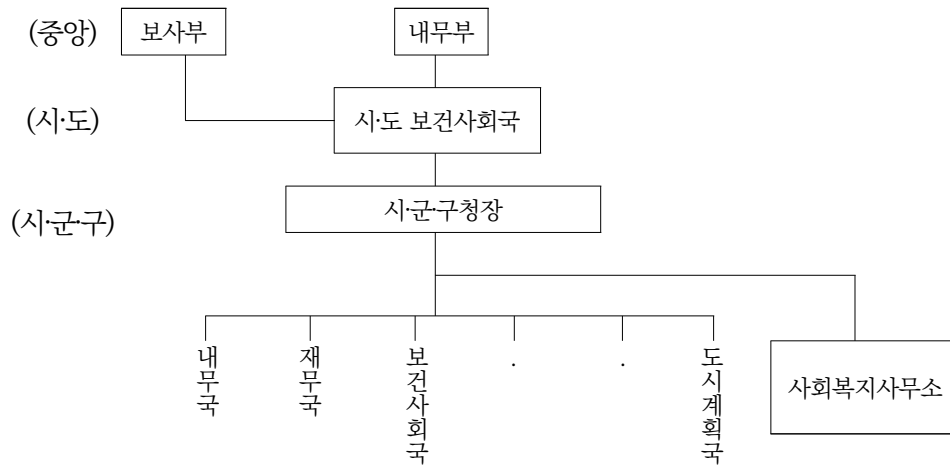 (중앙) 보사부 내무부
(시·도) 시·도 보건사회국
(시·군·구) 시·군·구청장
내무국
재무국
보건사회국
.
.
도시계획국
사회복지사무소